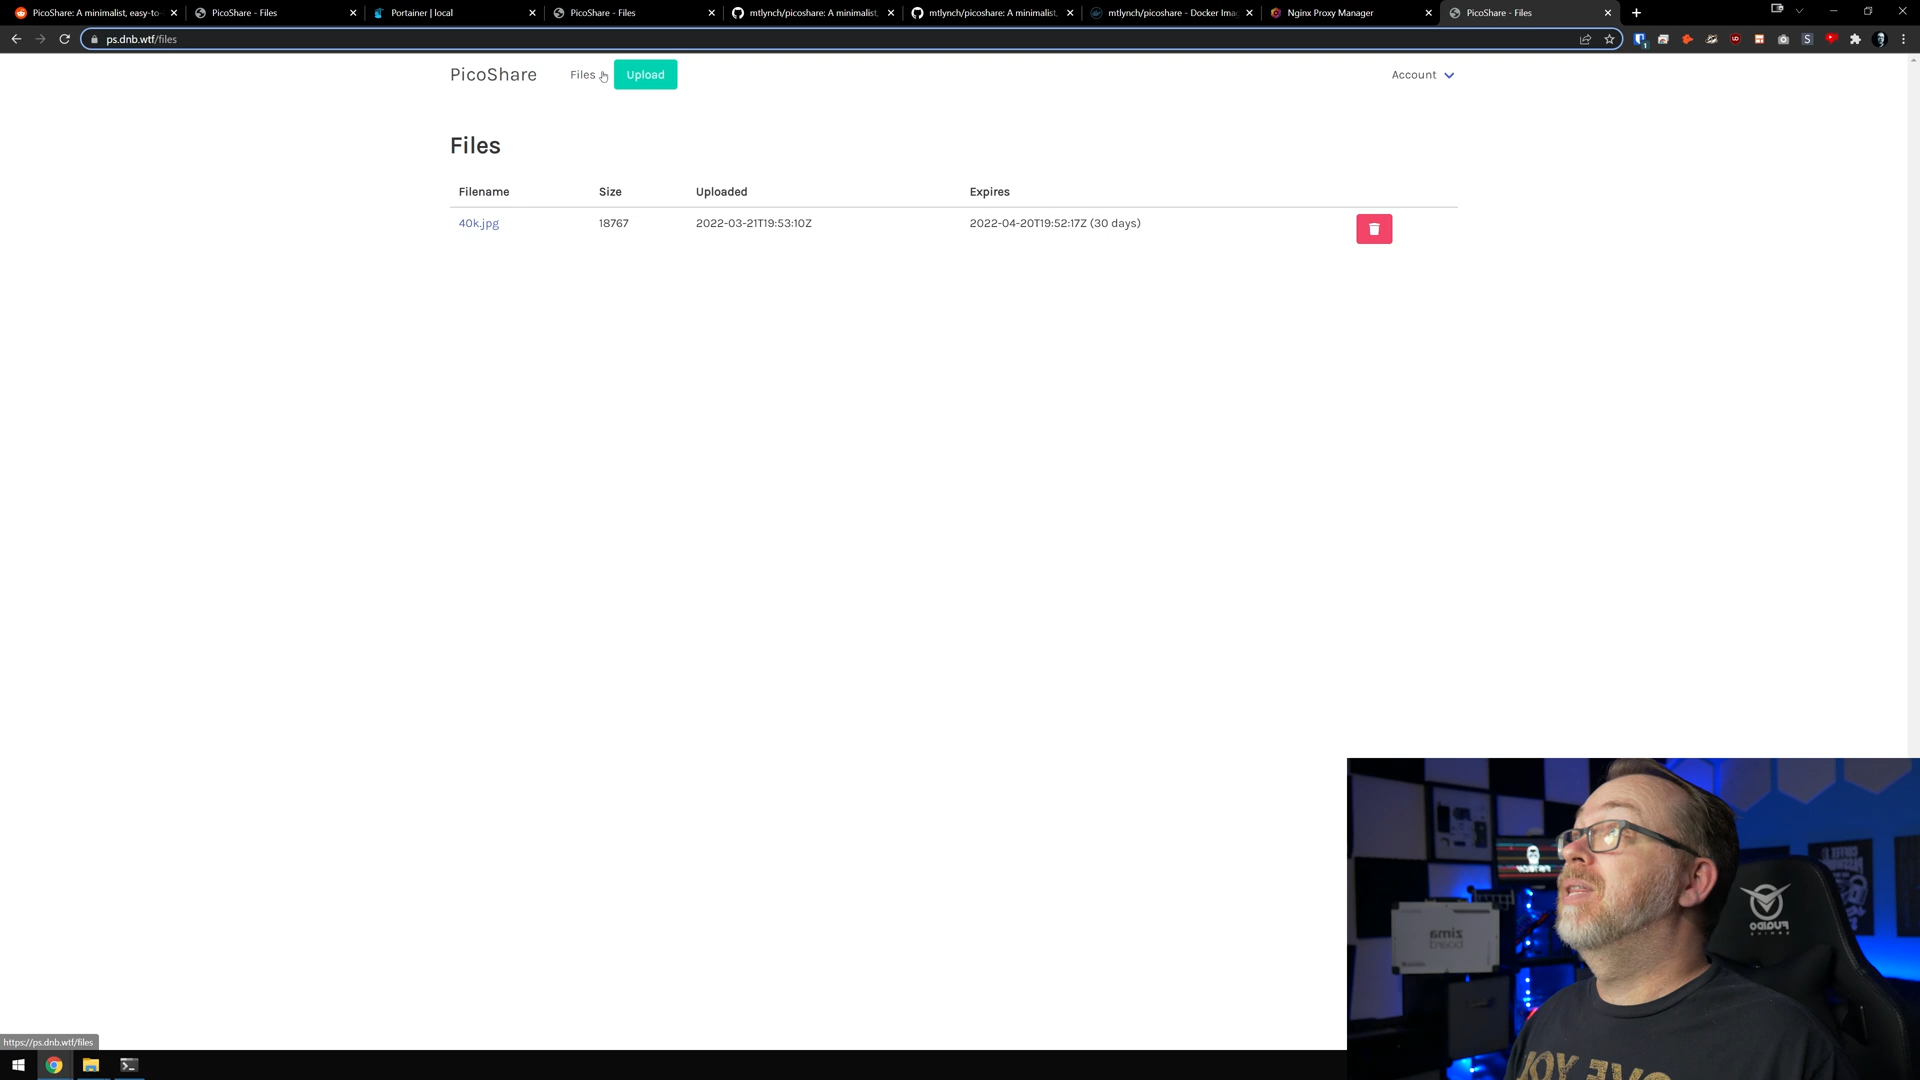 PicoShare: A minimalist, easy-to-
PicoShare - Files
Portainer | local
PicoShare - Files
mtlynch/picoshare: A minimalist,
mtlynch/picoshare: A minimalist,
mtlynch/picoshare - Docker Ima
Nginx Proxy Manager
PicoShare - Files
ps.dnb.wtf/files
PicoShare
Files
Upload
Account
Files
Filename Size Uploaded Expires
40k.jpg 18767 2022-03-21T19:53:10Z 2022-04-20T19:52:17Z (30 days)
zima
board
https://ps.dnb.wtf/files